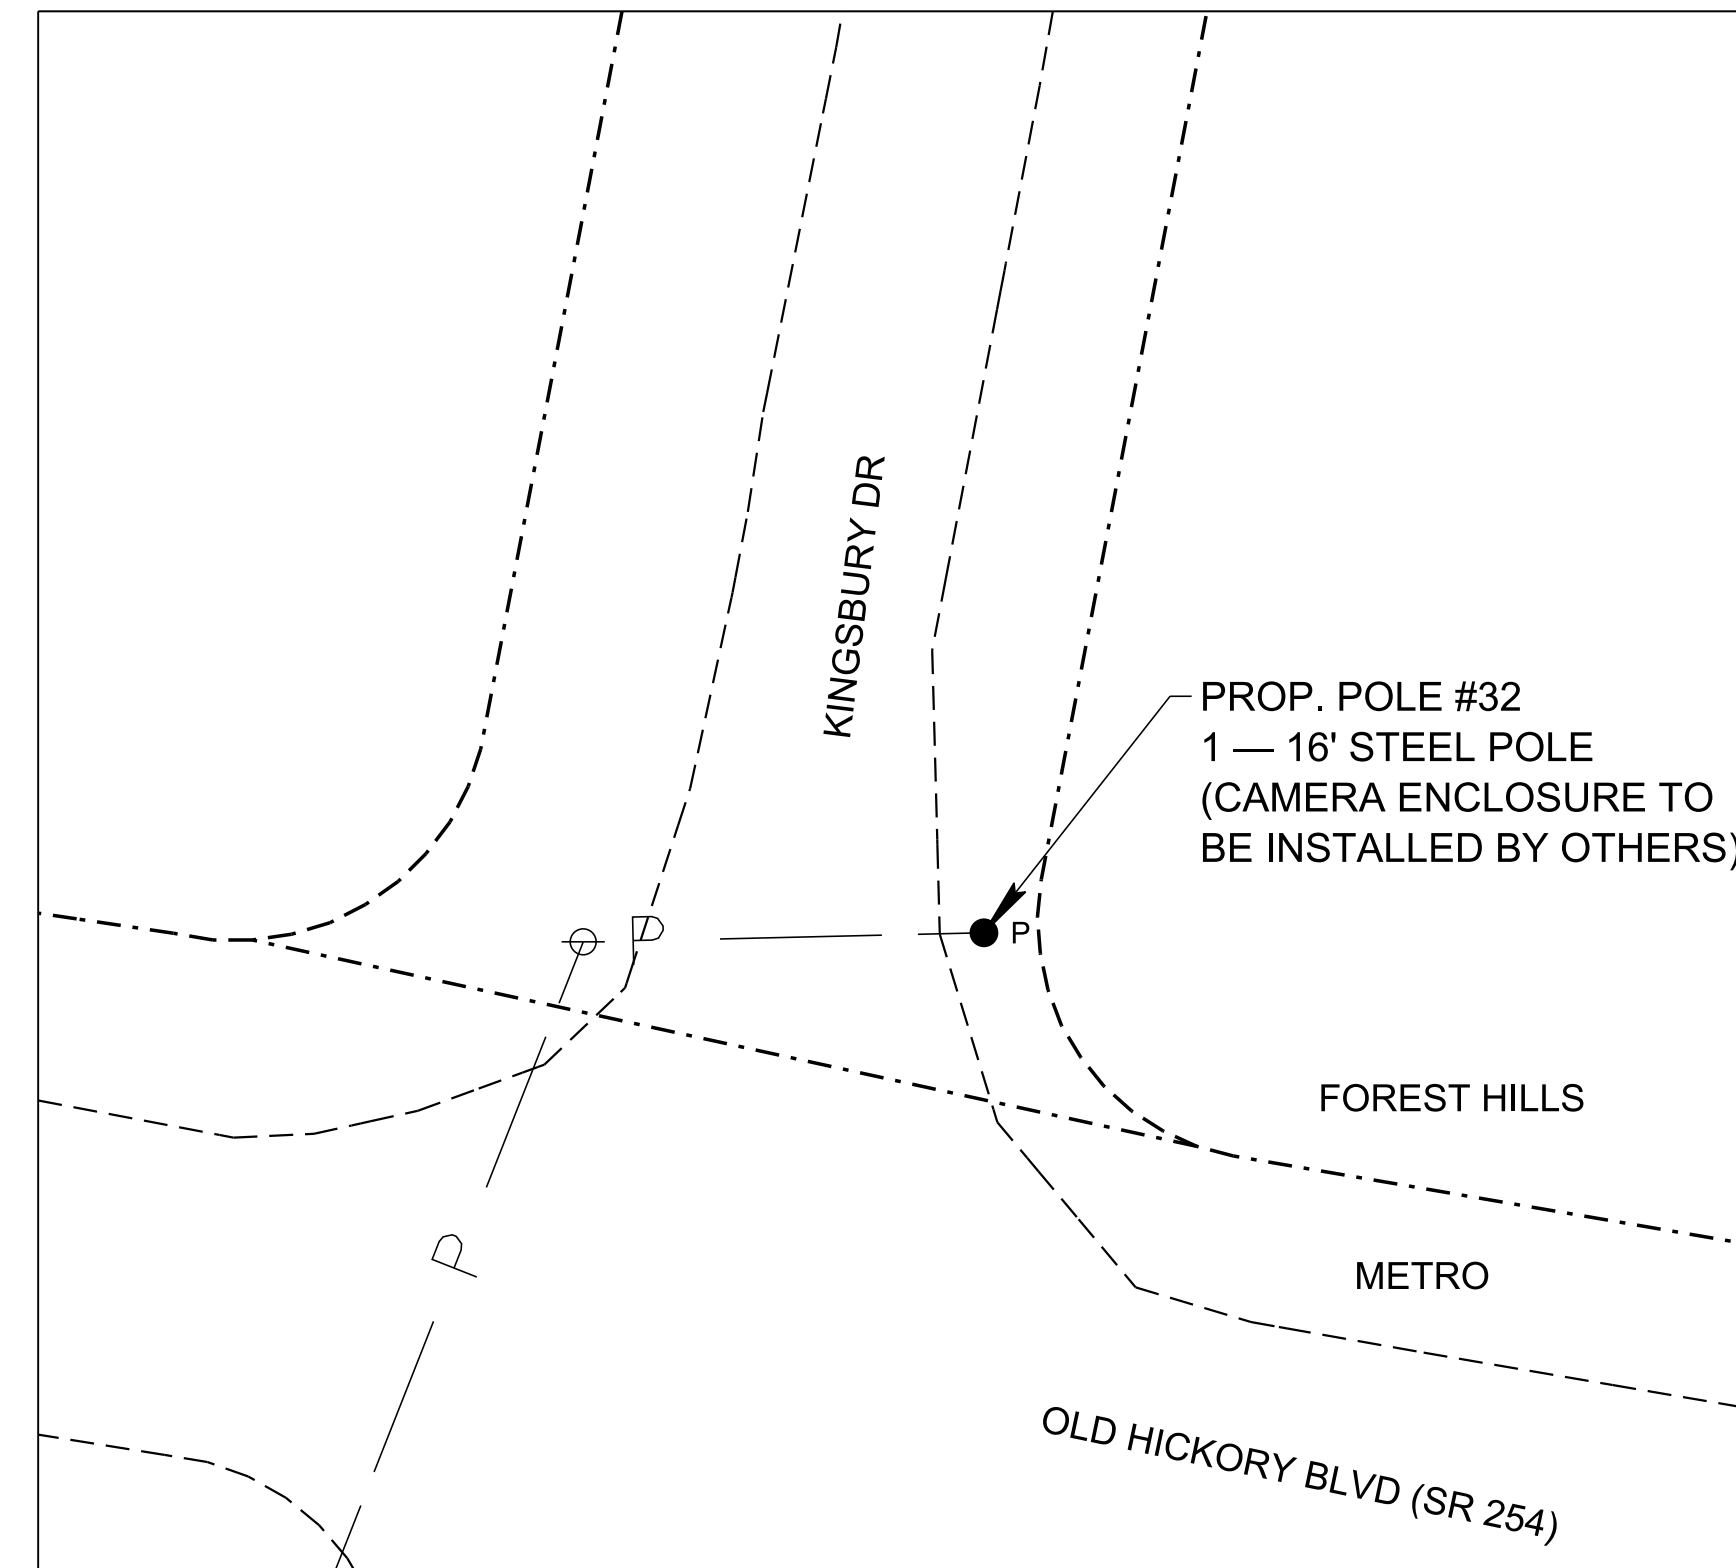 KINGSBURY DR
PROP. POLE #32
1 — 16' STEEL POLE
(CAMERA ENCLOSURE TO
BE INSTALLED BY OTHERS)
P
P
FOREST HILLS
P
METRO
OLD HICKORY BLVD (SR 254)